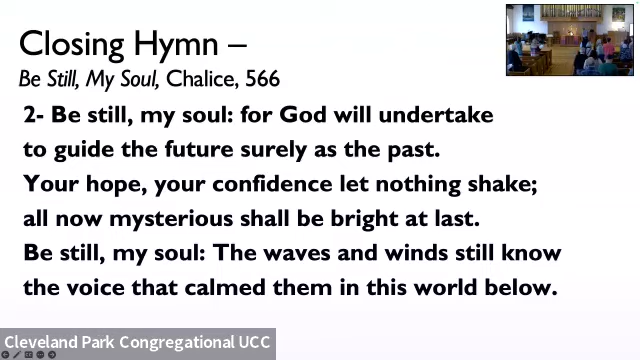 Closing Hymn –
Be Still, My Soul, Chalice, 566
2- Be still, my soul: for God will undertake
to guide the future surely as the past.
Your hope, your confidence let nothing shake;
all now mysterious shall be bright at last.
Be still, my soul: The waves and winds still know
the voice that calmed them in this world below.
Cleveland Park Congregational UCC